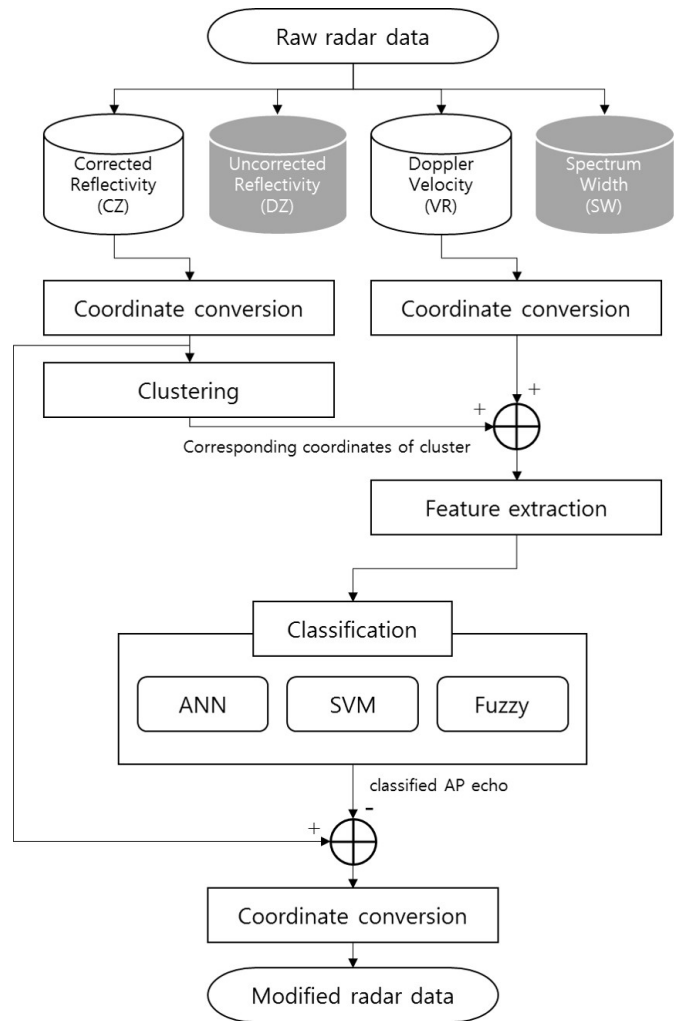 Raw radar data
Corrected
Reflectivity
(CZ)
Uncorrected
Reflectivity
(DZ)
Doppler
Velocity
(VR)
Spectrum
Width
(SW)
Coordinate conversion
Coordinate conversion
Clustering
+
+
Corresponding coordinates of cluster
Feature extraction
Classification
ANN
SVM
Fuzzy
classified AP echo
-
+
Coordinate conversion
Modified radar data